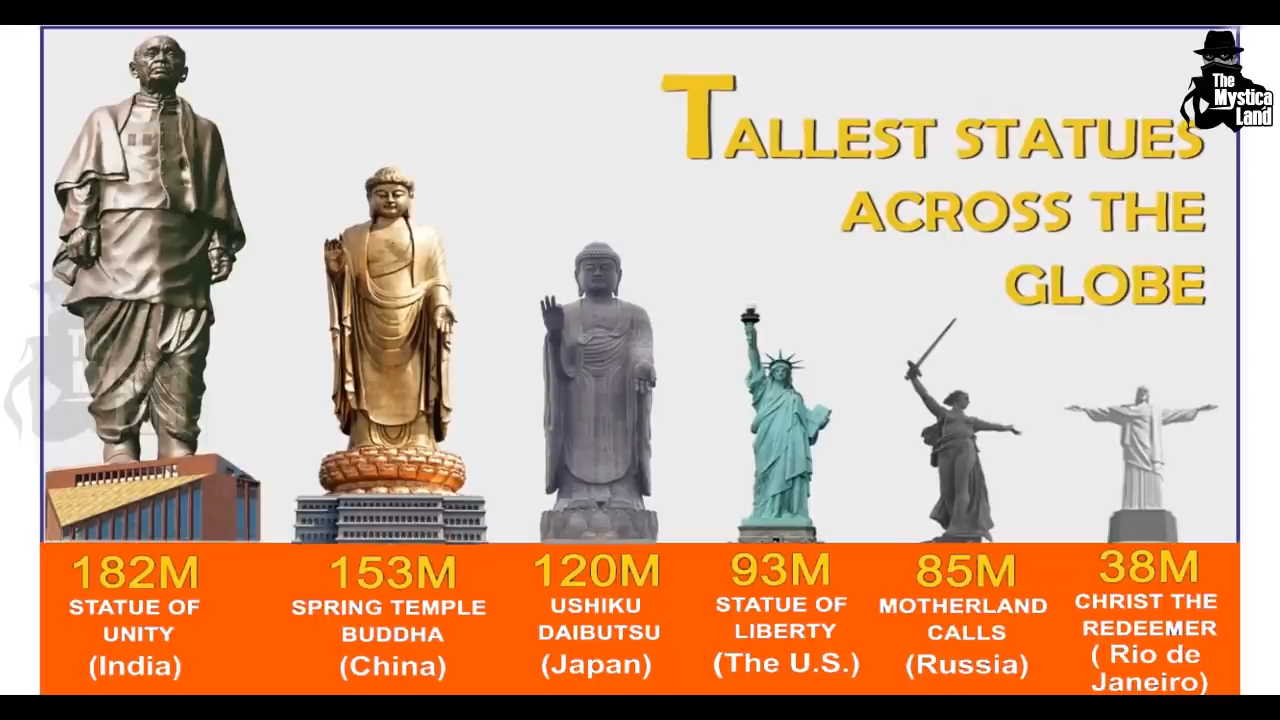 The
Mystica
Land
TALLEST STATUES
ACROSS THE
GLOBE
182M
STATUE OF
UNITY
(India)
153M
SPRING TEMPLE
BUDDHA
(China)
120M
USHIKU
DAIBUTSU
(Japan)
93M
STATUE OF
LIBERTY
(The U.S.)
85M
MOTHERLAND
CALLS
(Russia)
38M
CHRIST THE
REDEEMER
( Rio de
Janeiro)